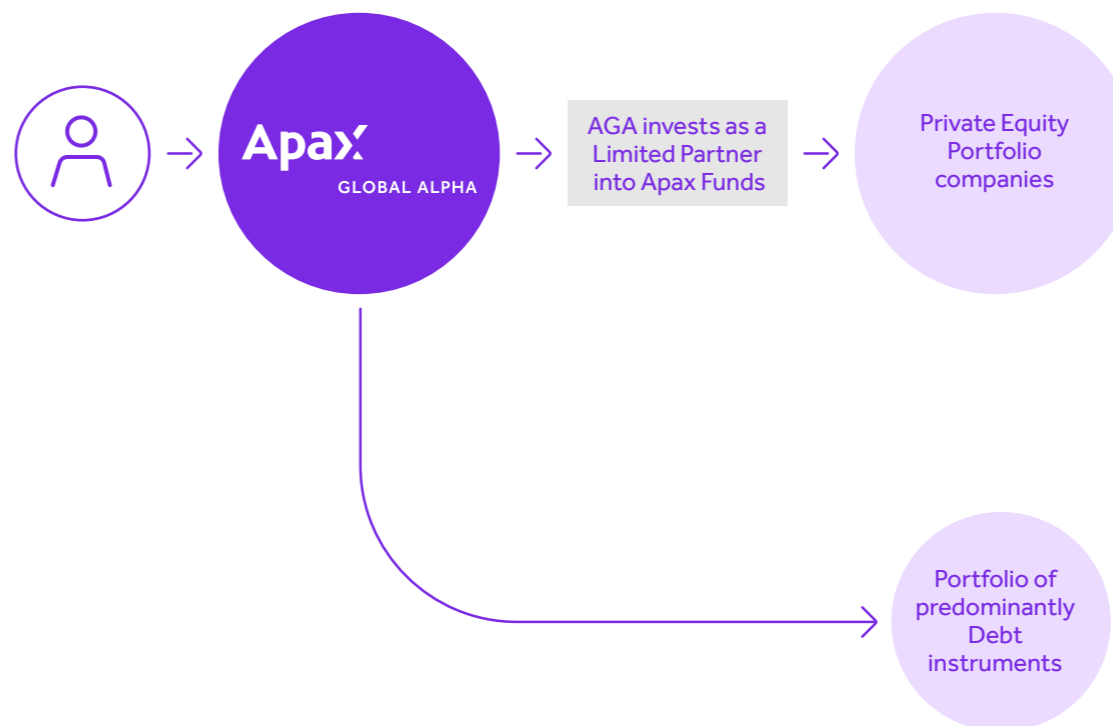 Apax
GLOBAL ALPHA
AGA invests as a
Limited Partner
into Apax Funds
Private Equity
Portfolio
companies
Portfolio of
predominantly
Debt
instruments